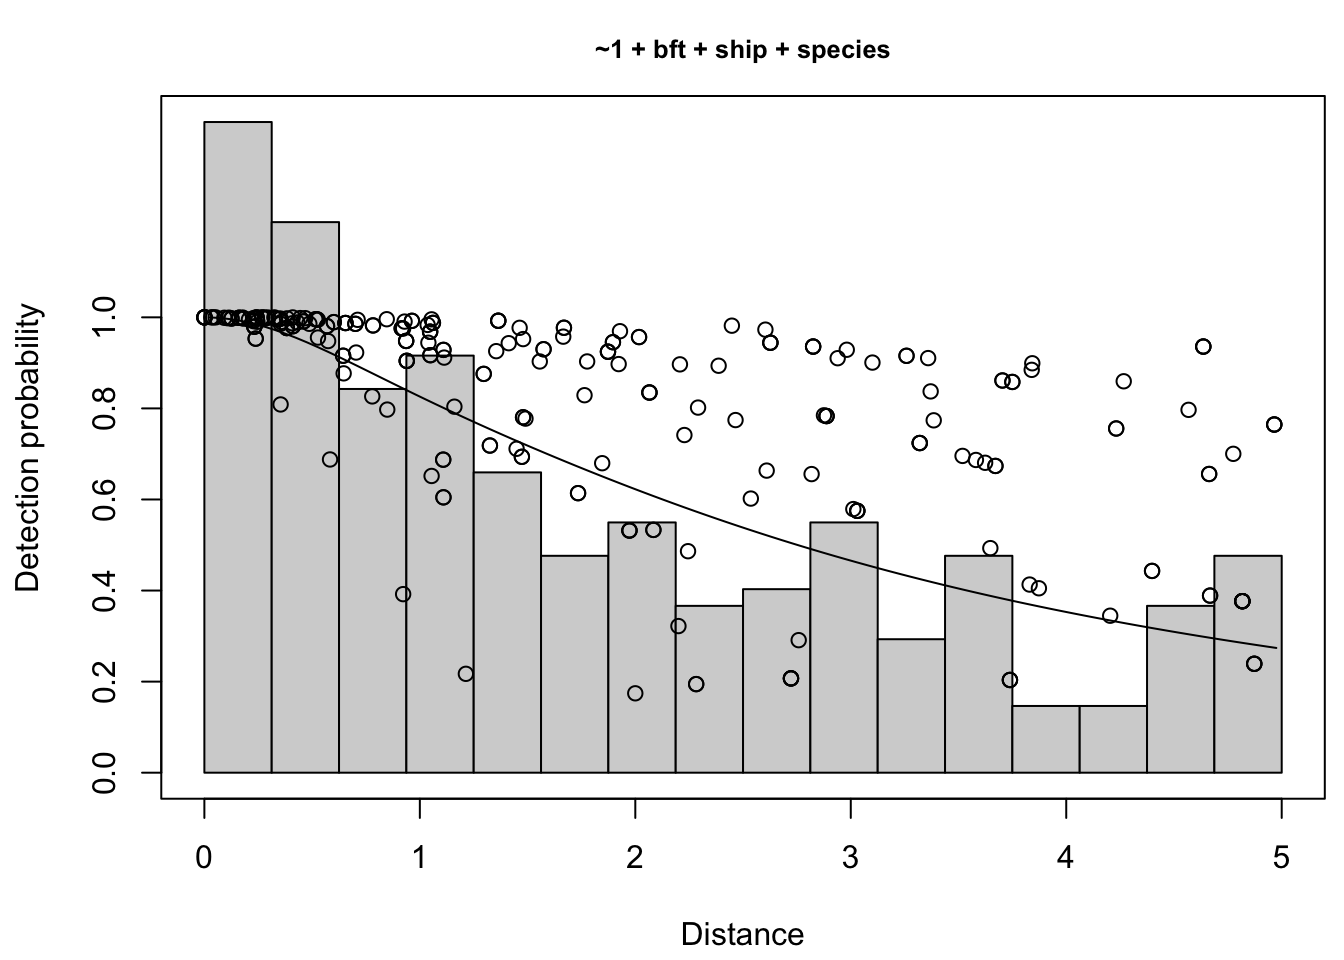 ~1 + bft + ship + species
Detection probability
1.0
0.8
0.6
0.4
0.2
0.0
0 1 2 3 4 5
Distance